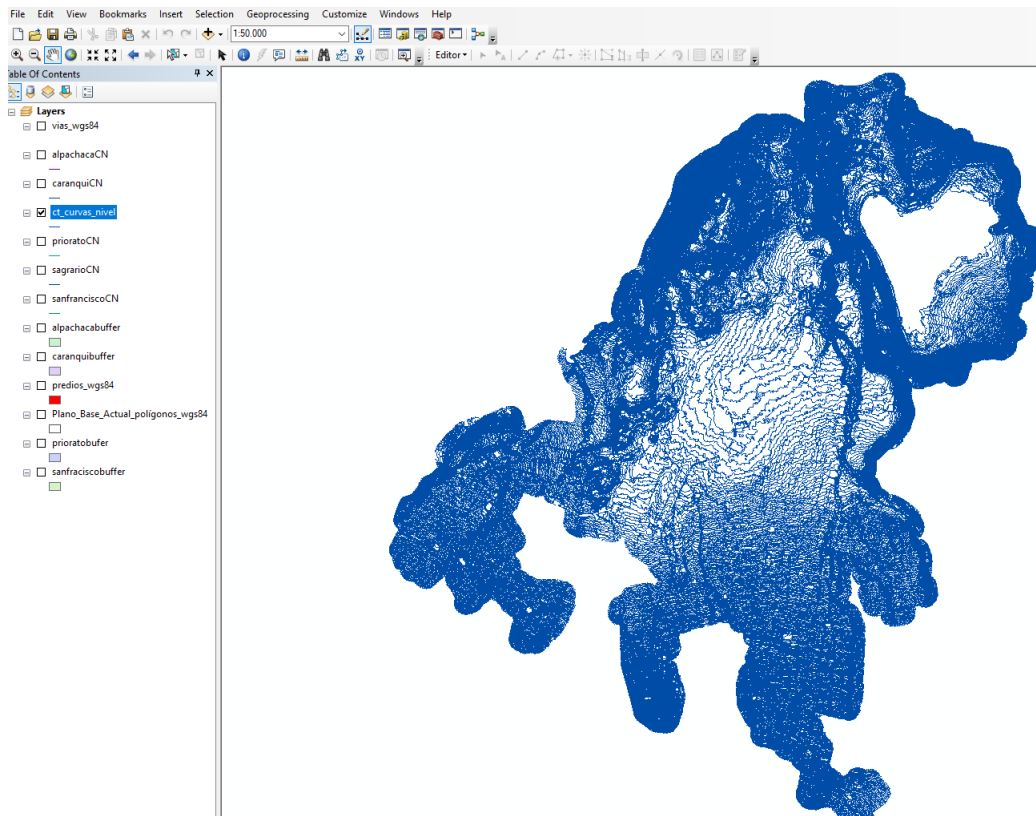 File Edit View Bookmarks Insert Selection Geoprocessing Customize Windows Help
1:50.000
Editor
Table Of Contents
Layers
vias_wgs84
alpachacaCN
caranquiCN
ct_curvas_nivel
prioratoCN
sagrarioCN
sanfranciscoCN
alpachacabuffer
caranquibuffer
predios_wgs84
Plano_Base_Actual_polígonos_wgs84
prioratobufer
sanfraciscobuffer